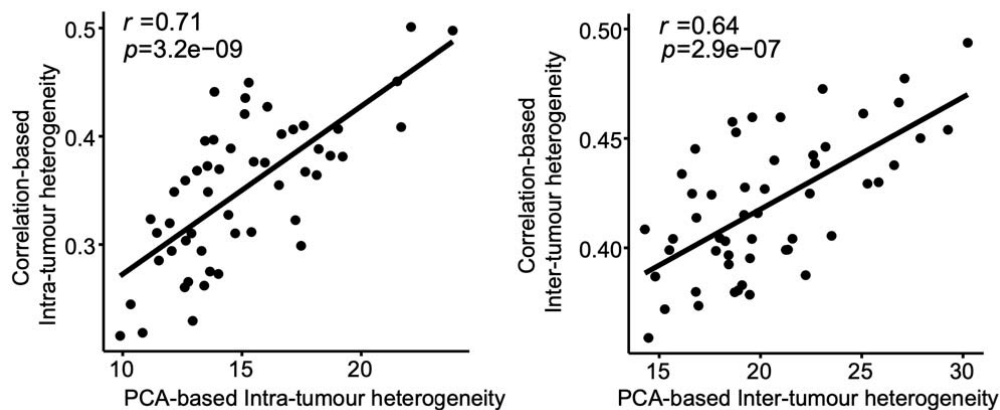 r =0.71
p=3.2e−09
Correlation-based
Intra-tumour heterogeneity
0.5
0.4
0.3
10
15
20
PCA-based Intra-tumour heterogeneity
r =0.64
p=2.9e−07
Correlation-based
Inter-tumour heterogeneity
0.50
0.45
0.40
15
20
25
30
PCA-based Inter-tumour heterogeneity